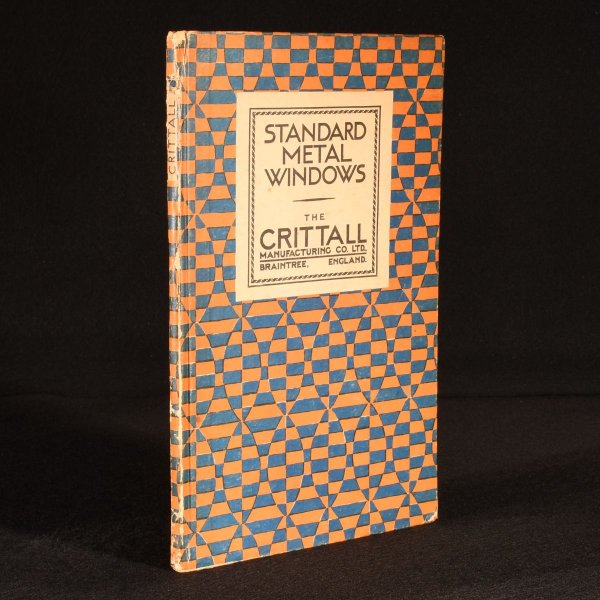 STANDARD
METAL
WINDOWS
THE
CRITTALL
MANUFACTURING CO. LTD.
BRAINTREE, ENGLAND.
CRITTALL